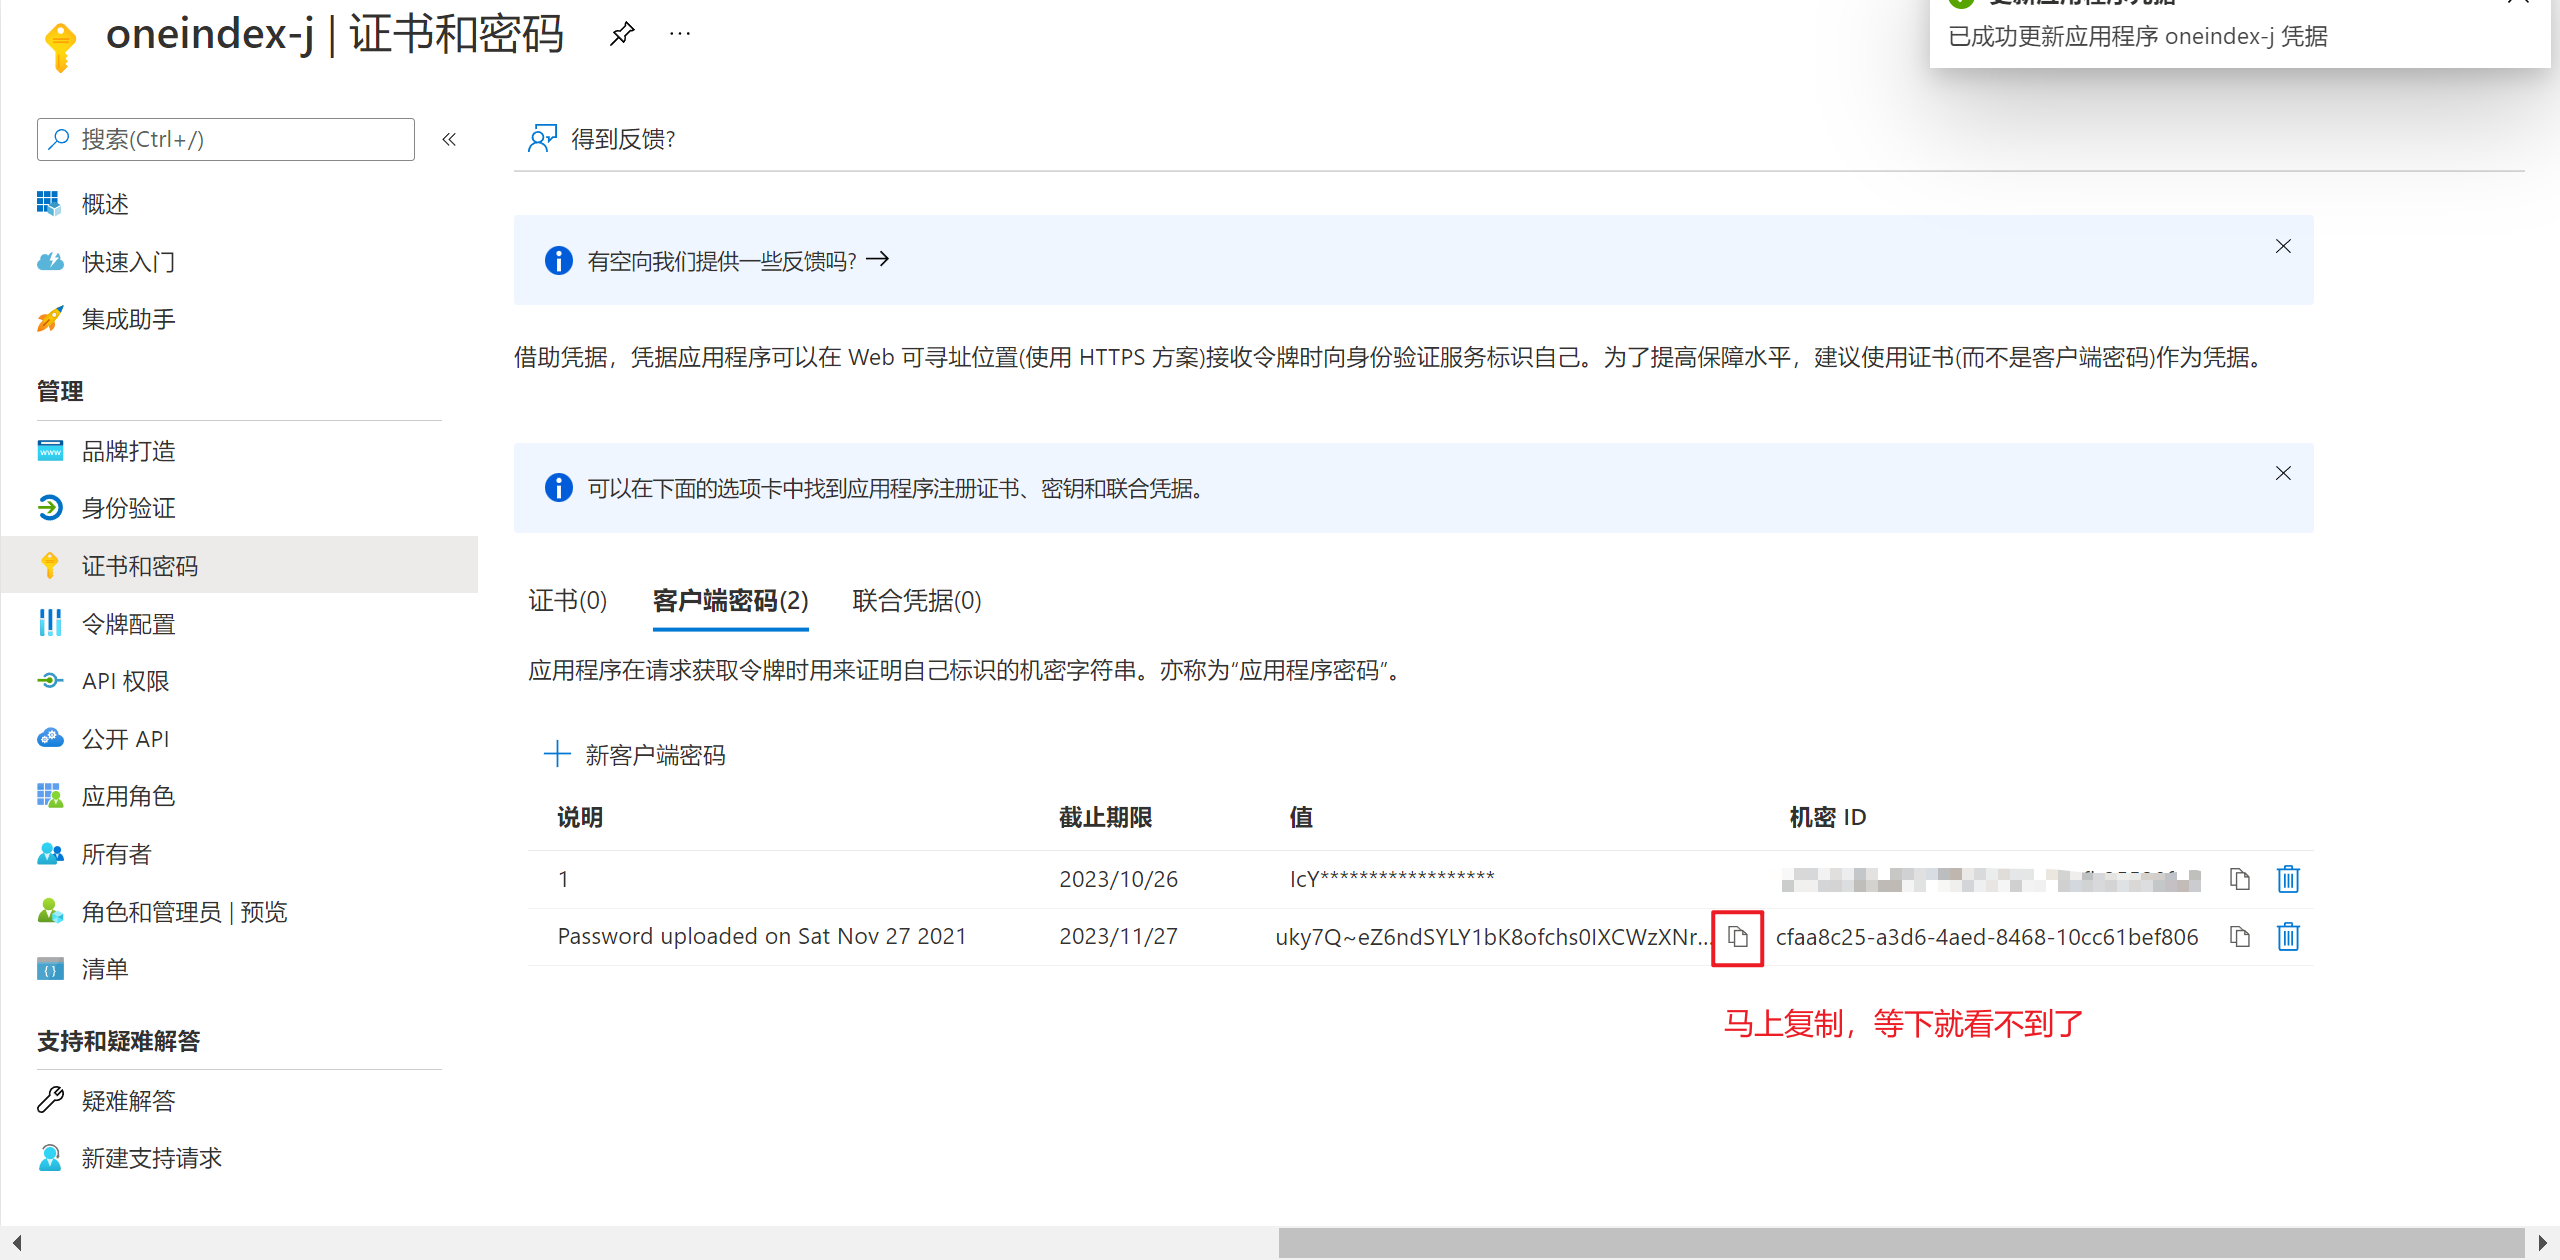 oneindex-j | 证书和密码
更新应用程序凭据
已成功更新应用程序 oneindex-j 凭据
搜索(Ctrl+/)
得到反馈?
概述
快速入门
集成助手
管理
品牌打造
身份验证
证书和密码
令牌配置
API 权限
公开 API
应用角色
所有者
角色和管理员 | 预览
清单
支持和疑难解答
疑难解答
新建支持请求
有空向我们提供一些反馈吗? →
借助凭据，凭据应用程序可以在 Web 可寻址位置(使用 HTTPS 方案)接收令牌时向身份验证服务标识自己。为了提高保障水平，建议使用证书(而不是客户端密码)作为凭据。
可以在下面的选项卡中找到应用程序注册证书、密钥和联合凭据。
证书(0) 客户端密码(2) 联合凭据(0)
应用程序在请求获取令牌时用来证明自己标识的机密字符串。亦称为“应用程序密码”。
新客户端密码
说明 截止期限 值 机密 ID
1 2023/10/26 IcY******************
Password uploaded on Sat Nov 27 2021 2023/11/27 uky7Q~eZ6ndSYLY1bK8ofchs0IXCWzXNr... cfaa8c25-a3d6-4aed-8468-10cc61bef806
马上复制，等下就看不到了